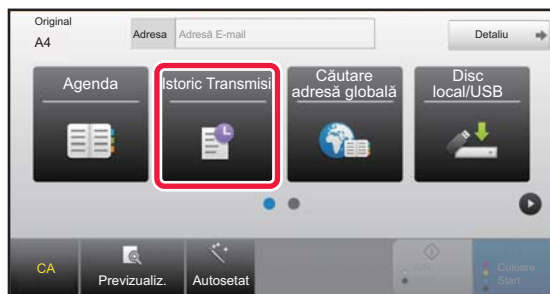 Original
A4
Adresa
Adresă E-mail
Detaliu
Agenda
Istoric Transmisi
Căutare
adresă globală
Disc
local/USB
CA
Previzualiz.
Autosetat
A/N
Start
Culoare
Start